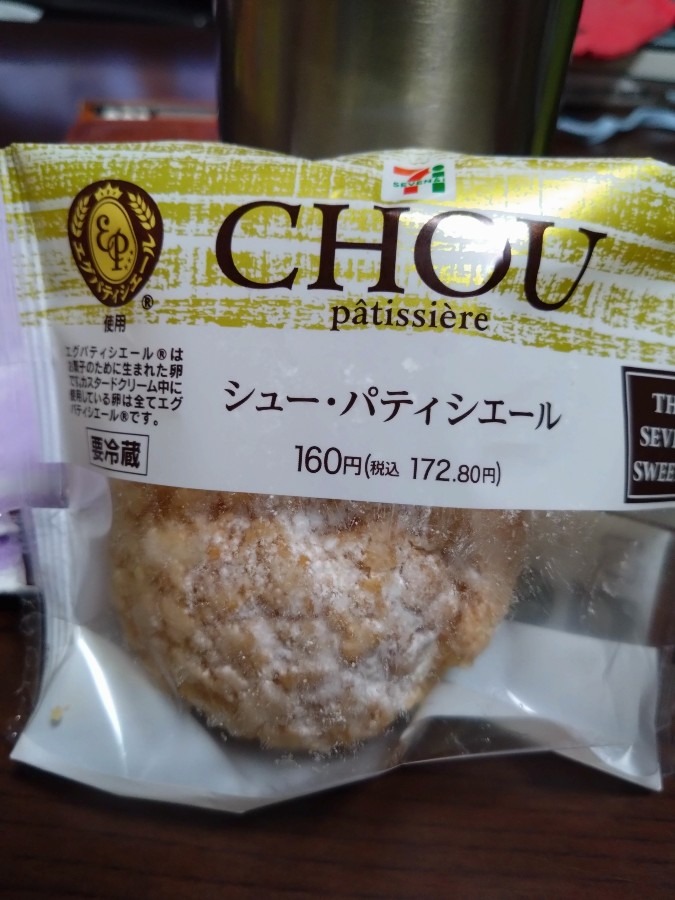 7i
SEVEN&i
CHOU
pâtissière
EP
エグパティシエール
®
使用
エグパティシエール®は
お菓子のために生まれた卵
です。カスタードクリーム中に
使用している卵は全てエグ
パティシエール®です。
要冷蔵
シュー・パティシエール
160円(税込 172.80円)